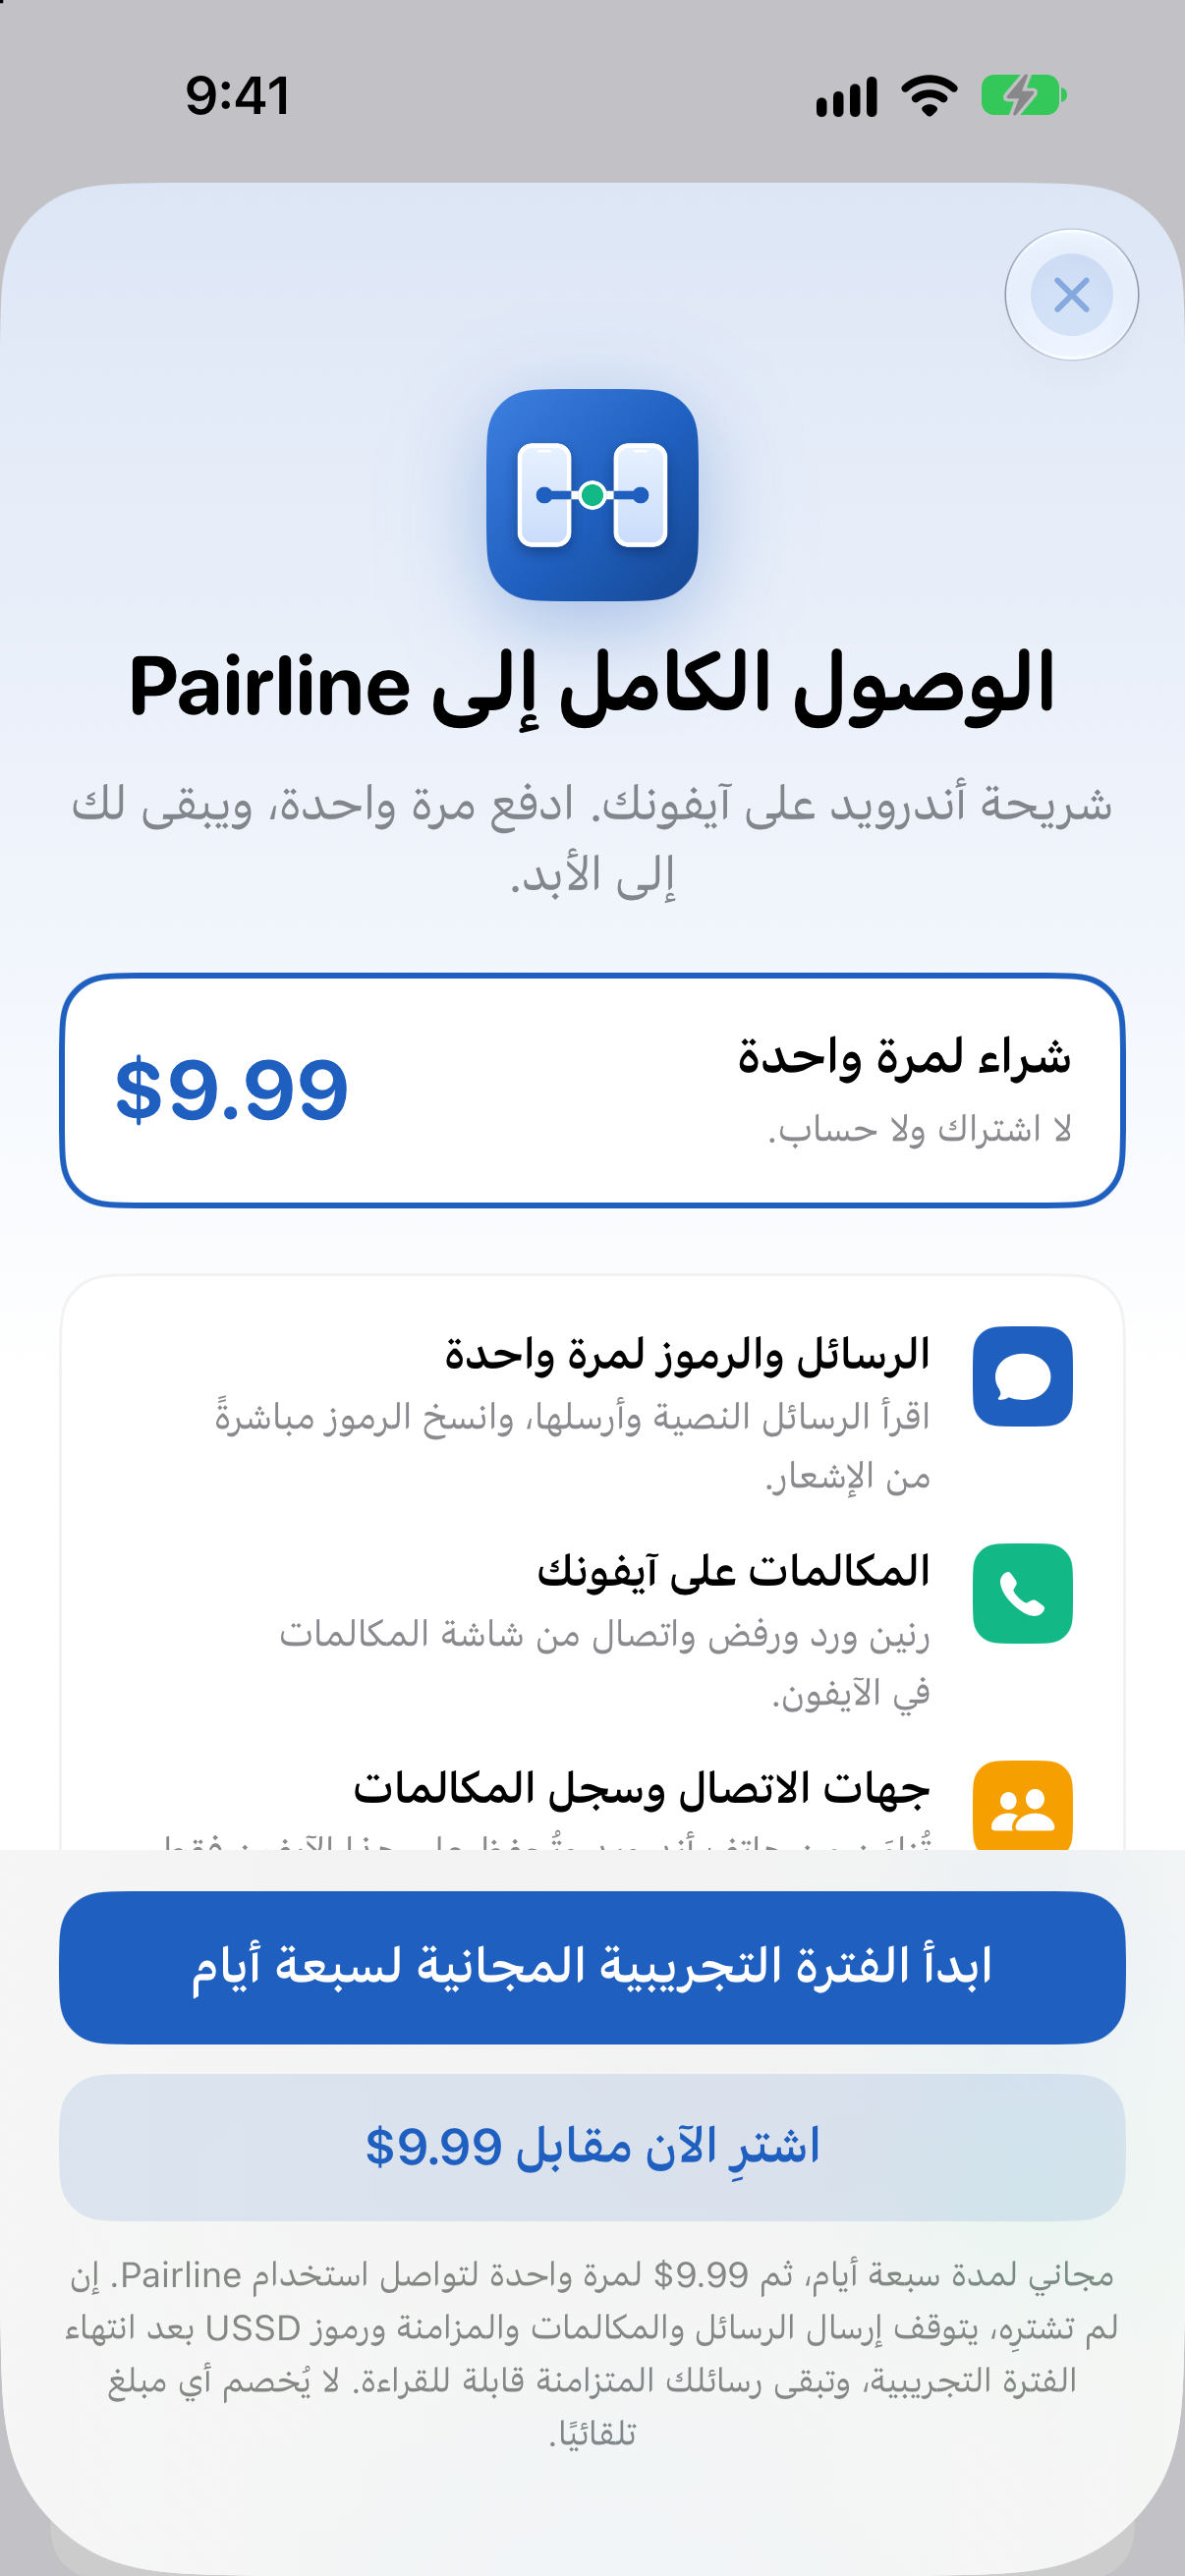 9:41
الوصول الكامل إلى Pairline
شريحة أندرويد على آيفونك. ادفع مرة واحدة، ويبقى لك
إلى الأبد.
شراء لمرة واحدة
$9.99
لا اشتراك ولا حساب.
الرسائل والرموز لمرة واحدة
اقرأ الرسائل النصية وأرسلها، وانسخ الرموز مباشرةً
من الإشعار.
المكالمات على آيفونك
رنين ورد ورفض واتصال من شاشة المكالمات
في الآيفون.
جهات الاتصال وسجل المكالمات
ابدأ الفترة التجريبية المجانية لسبعة أيام
اشترِ الآن مقابل 9.99$
مجاني لمدة سبعة أيام، ثم 9.99$ لمرة واحدة لتواصل استخدام Pairline. إن
لم تشترِه، يتوقف إرسال الرسائل والمكالمات والمزامنة ورموز USSD بعد انتهاء
الفترة التجريبية، وتبقى رسائلك المتزامنة قابلة للقراءة. لا يُخصم أي مبلغ
تلقائيًا.